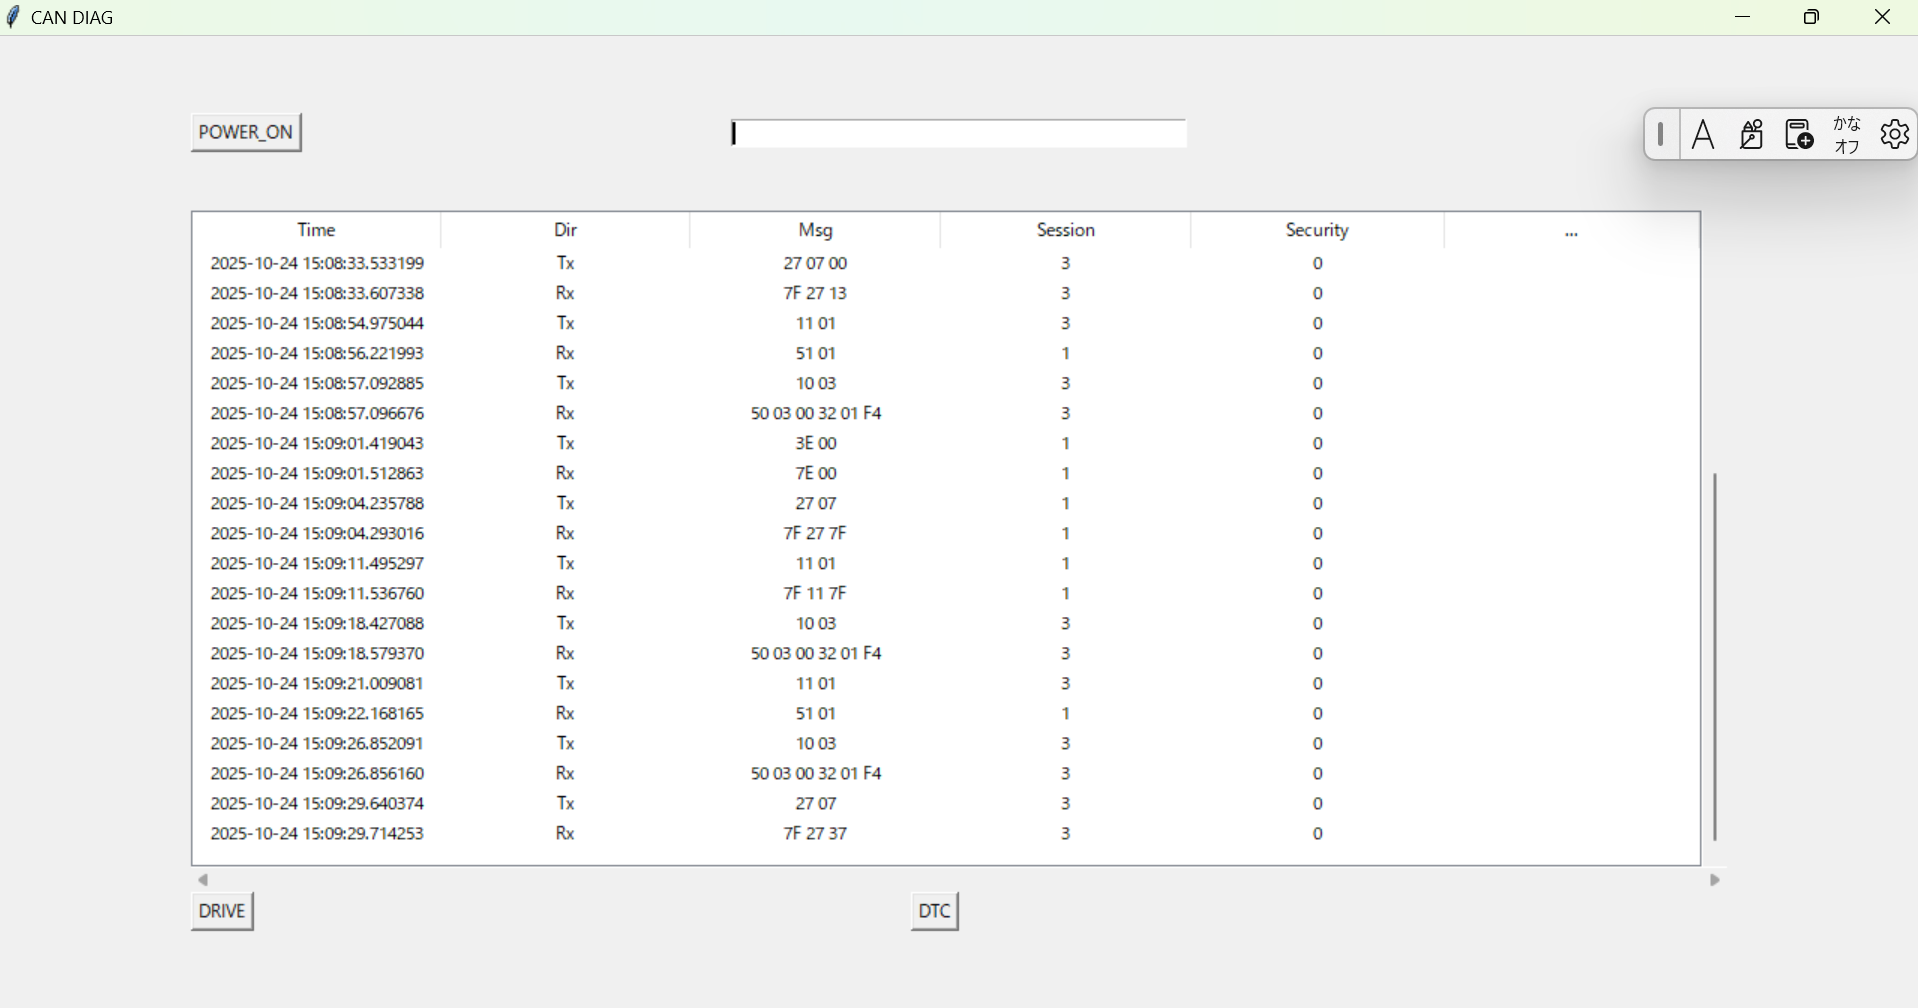 CAN DIAG
POWER_ON
A
かな
オフ
Time Dir Msg Session Security ...
2025-10-24 15:08:33.533199 Tx 27 07 00 3 0
2025-10-24 15:08:33.607338 Rx 7F 27 13 3 0
2025-10-24 15:08:54.975044 Tx 11 01 3 0
2025-10-24 15:08:56.221993 Rx 51 01 1 0
2025-10-24 15:08:57.092885 Tx 10 03 3 0
2025-10-24 15:08:57.096676 Rx 50 03 00 32 01 F4 3 0
2025-10-24 15:09:01.419043 Tx 3E 00 1 0
2025-10-24 15:09:01.512863 Rx 7E 00 1 0
2025-10-24 15:09:04.235788 Tx 27 07 1 0
2025-10-24 15:09:04.293016 Rx 7F 27 7F 1 0
2025-10-24 15:09:11.495297 Tx 11 01 1 0
2025-10-24 15:09:11.536760 Rx 7F 11 7F 1 0
2025-10-24 15:09:18.427088 Tx 10 03 3 0
2025-10-24 15:09:18.579370 Rx 50 03 00 32 01 F4 3 0
2025-10-24 15:09:21.009081 Tx 11 01 3 0
2025-10-24 15:09:22.168165 Rx 51 01 1 0
2025-10-24 15:09:26.852091 Tx 10 03 3 0
2025-10-24 15:09:26.856160 Rx 50 03 00 32 01 F4 3 0
2025-10-24 15:09:29.640374 Tx 27 07 3 0
2025-10-24 15:09:29.714253 Rx 7F 27 37 3 0
DRIVE DTC